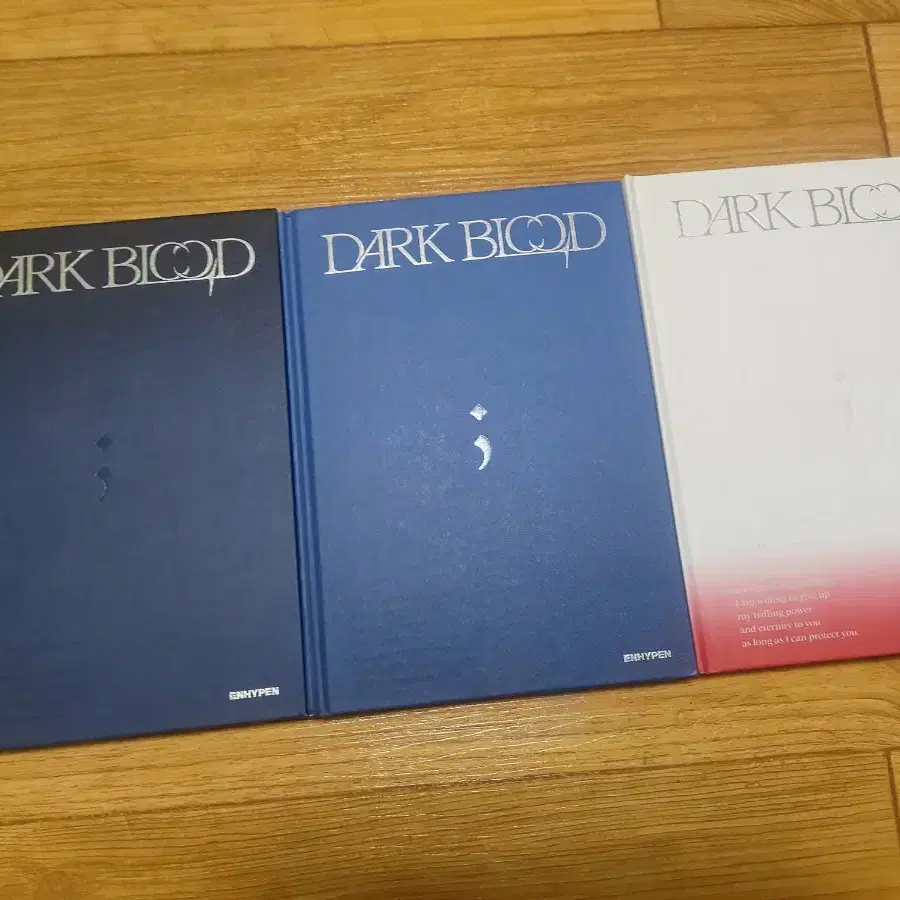 DARK BLOOD
;
ENHYPEN
DARK BLOOD
;
ENHYPEN
DARK BLOO
;
I am willing to give up
my trifling power
and eternity to you
as long as I can protect you.